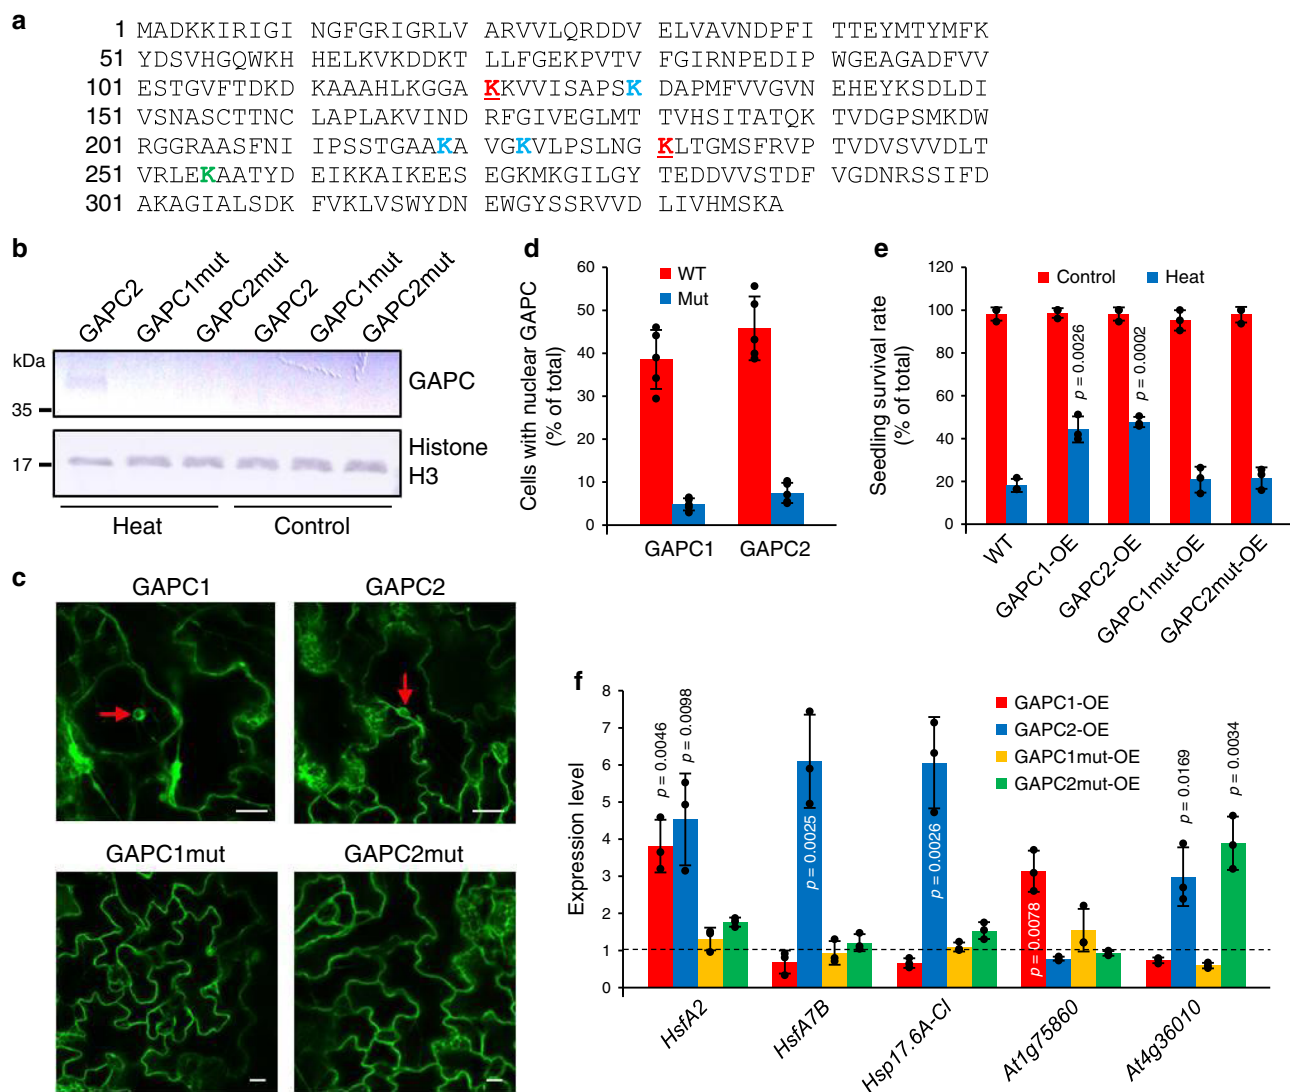 a
1 MADKKIRIGI NGFGRIGRLV ARVVLQRDDV ELVAVNDPFI TTEYMTYMFK
51 YDSVHGQWKH HELKVKDDKT LLFGEKPVTV FGIRNPEDIP WGEAGADFVV
101 ESTGVFTDKD KAAAHLKGGA KKVVISAPSK DAPMFVVGVN EHEYKSDLDI
151 VSNASCTTNC LAPLAKVIND RFGIVEGLMT TVHSITATQK TVDGPSMKDW
201 RGGRAASFNI IPSSTGAAKA VGKVLPSLNG KLTGMSFRVP TVDVSVVDLT
251 VRLEKAATYD EIKKAIKEES EGKMKGILGY TEDDVVSTDF VGDNRSSIFD
301 AKAGIALSDK FVKLVSWYDN EWGYSSRVVD LIVHMSKA
b
GAPC2 GAPC1mut GAPC2mut GAPC2 GAPC1mut GAPC2mut
kDa
GAPC
35
17
Histone
H3
Heat Control
c
GAPC1 GAPC2
GAPC1mut GAPC2mut
d
Cells with nuclear GAPC
(% of total)
60
50
40
30
20
10
0
WT
Mut
GAPC1 GAPC2
e
Seedling survival rate
(% of total)
120
100
80
60
40
20
0
Control Heat
p = 0.0026
p = 0.0002
WT GAPC1-OE GAPC2-OE GAPC1mut-OE GAPC2mut-OE
f
Expression level
8
7
6
5
4
3
2
1
0
GAPC1-OE
GAPC2-OE
GAPC1mut-OE
GAPC2mut-OE
p = 0.0046
p = 0.0098
p = 0.0025
p = 0.0026
p = 0.0078
p = 0.0169
p = 0.0034
HsfA2 HsfA7B Hsp17.6A-CI At1g75860 At4g36010